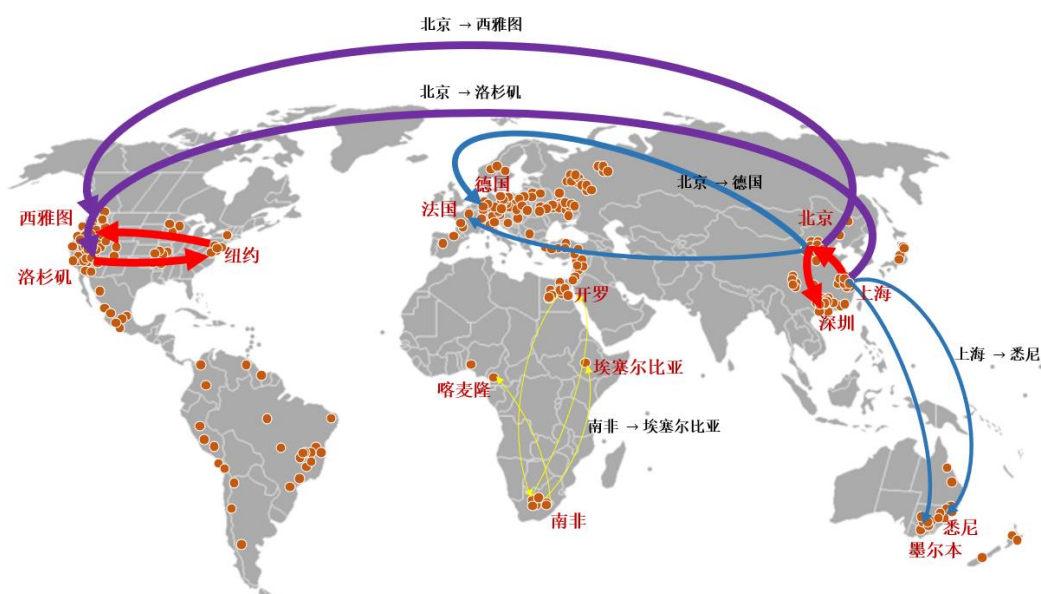 北京 → 西雅图
北京 → 洛杉矶
德国
北京 → 德国
法国
北京
西雅图
纽约
洛杉矶
开罗
上海
深圳
上海 → 悉尼
埃塞尔比亚
喀麦隆
南非 → 埃塞尔比亚
南非
悉尼
墨尔本